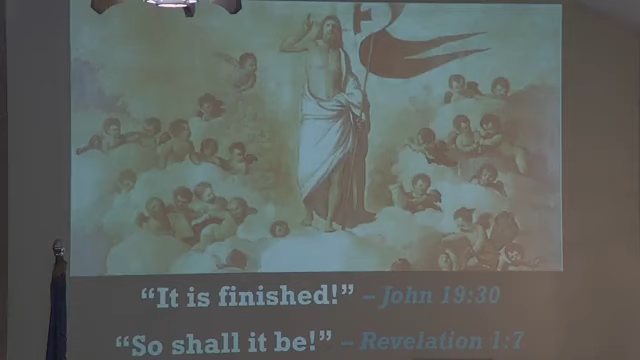 “It is finished!” – John 19:30
“So shall it be!” – Revelation 1:7